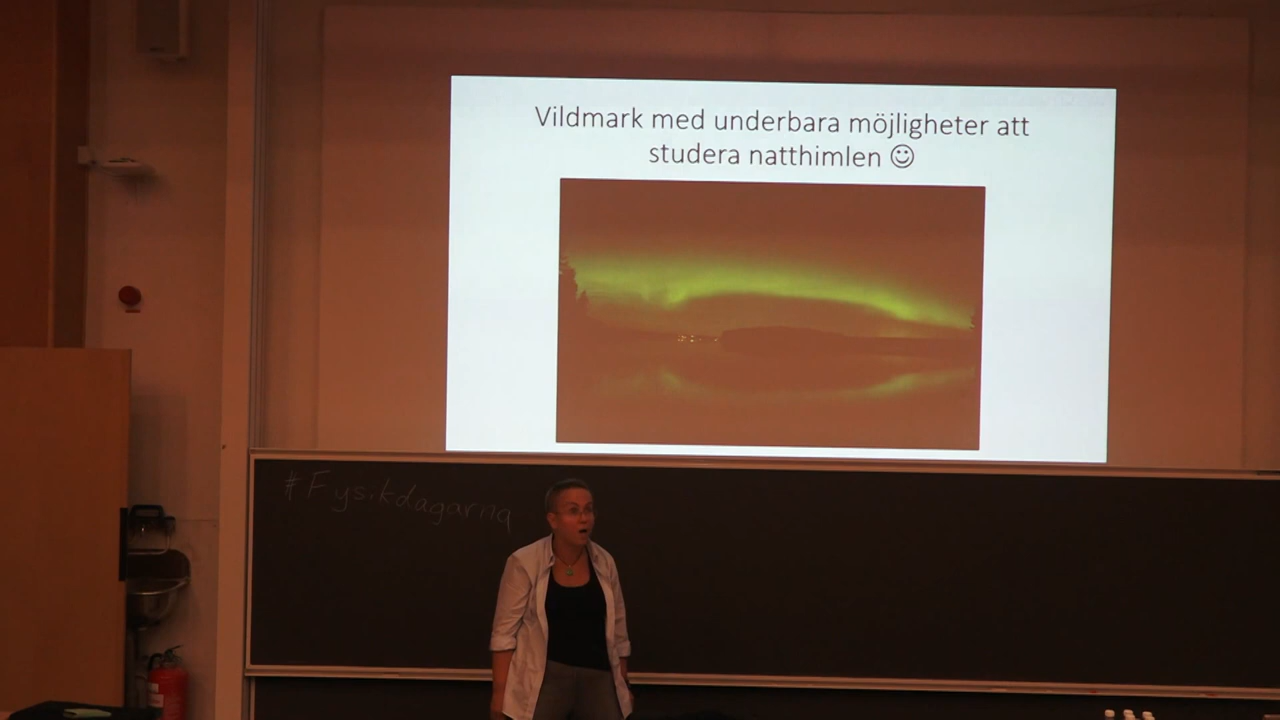 Vildmark med underbara möjligheter att
studera natthimlen ☺
#Fysikdagarna